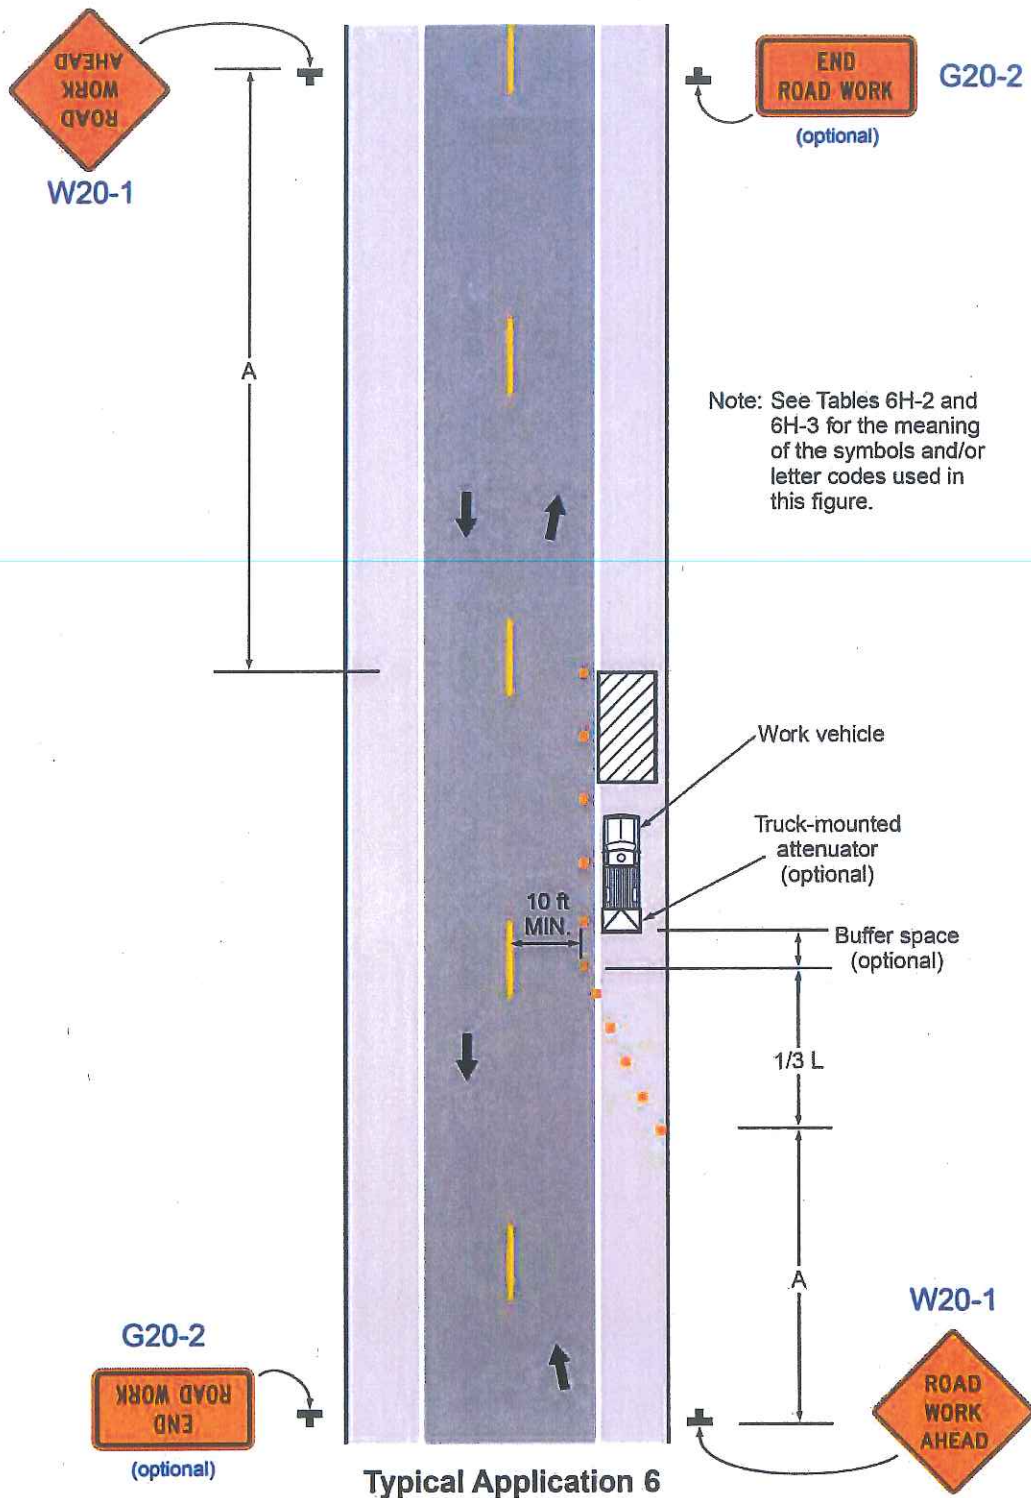 ROAD
WORK
AHEAD
W20-1
END
ROAD WORK
(optional)
G20-2
A
Note: See Tables 6H-2 and
6H-3 for the meaning
of the symbols and/or
letter codes used in
this figure.
Work vehicle
Truck-mounted
attenuator
(optional)
10 ft
MIN.
Buffer space
(optional)
1/3 L
A
W20-1
ROAD
WORK
AHEAD
G20-2
END
ROAD WORK
(optional)
Typical Application 6